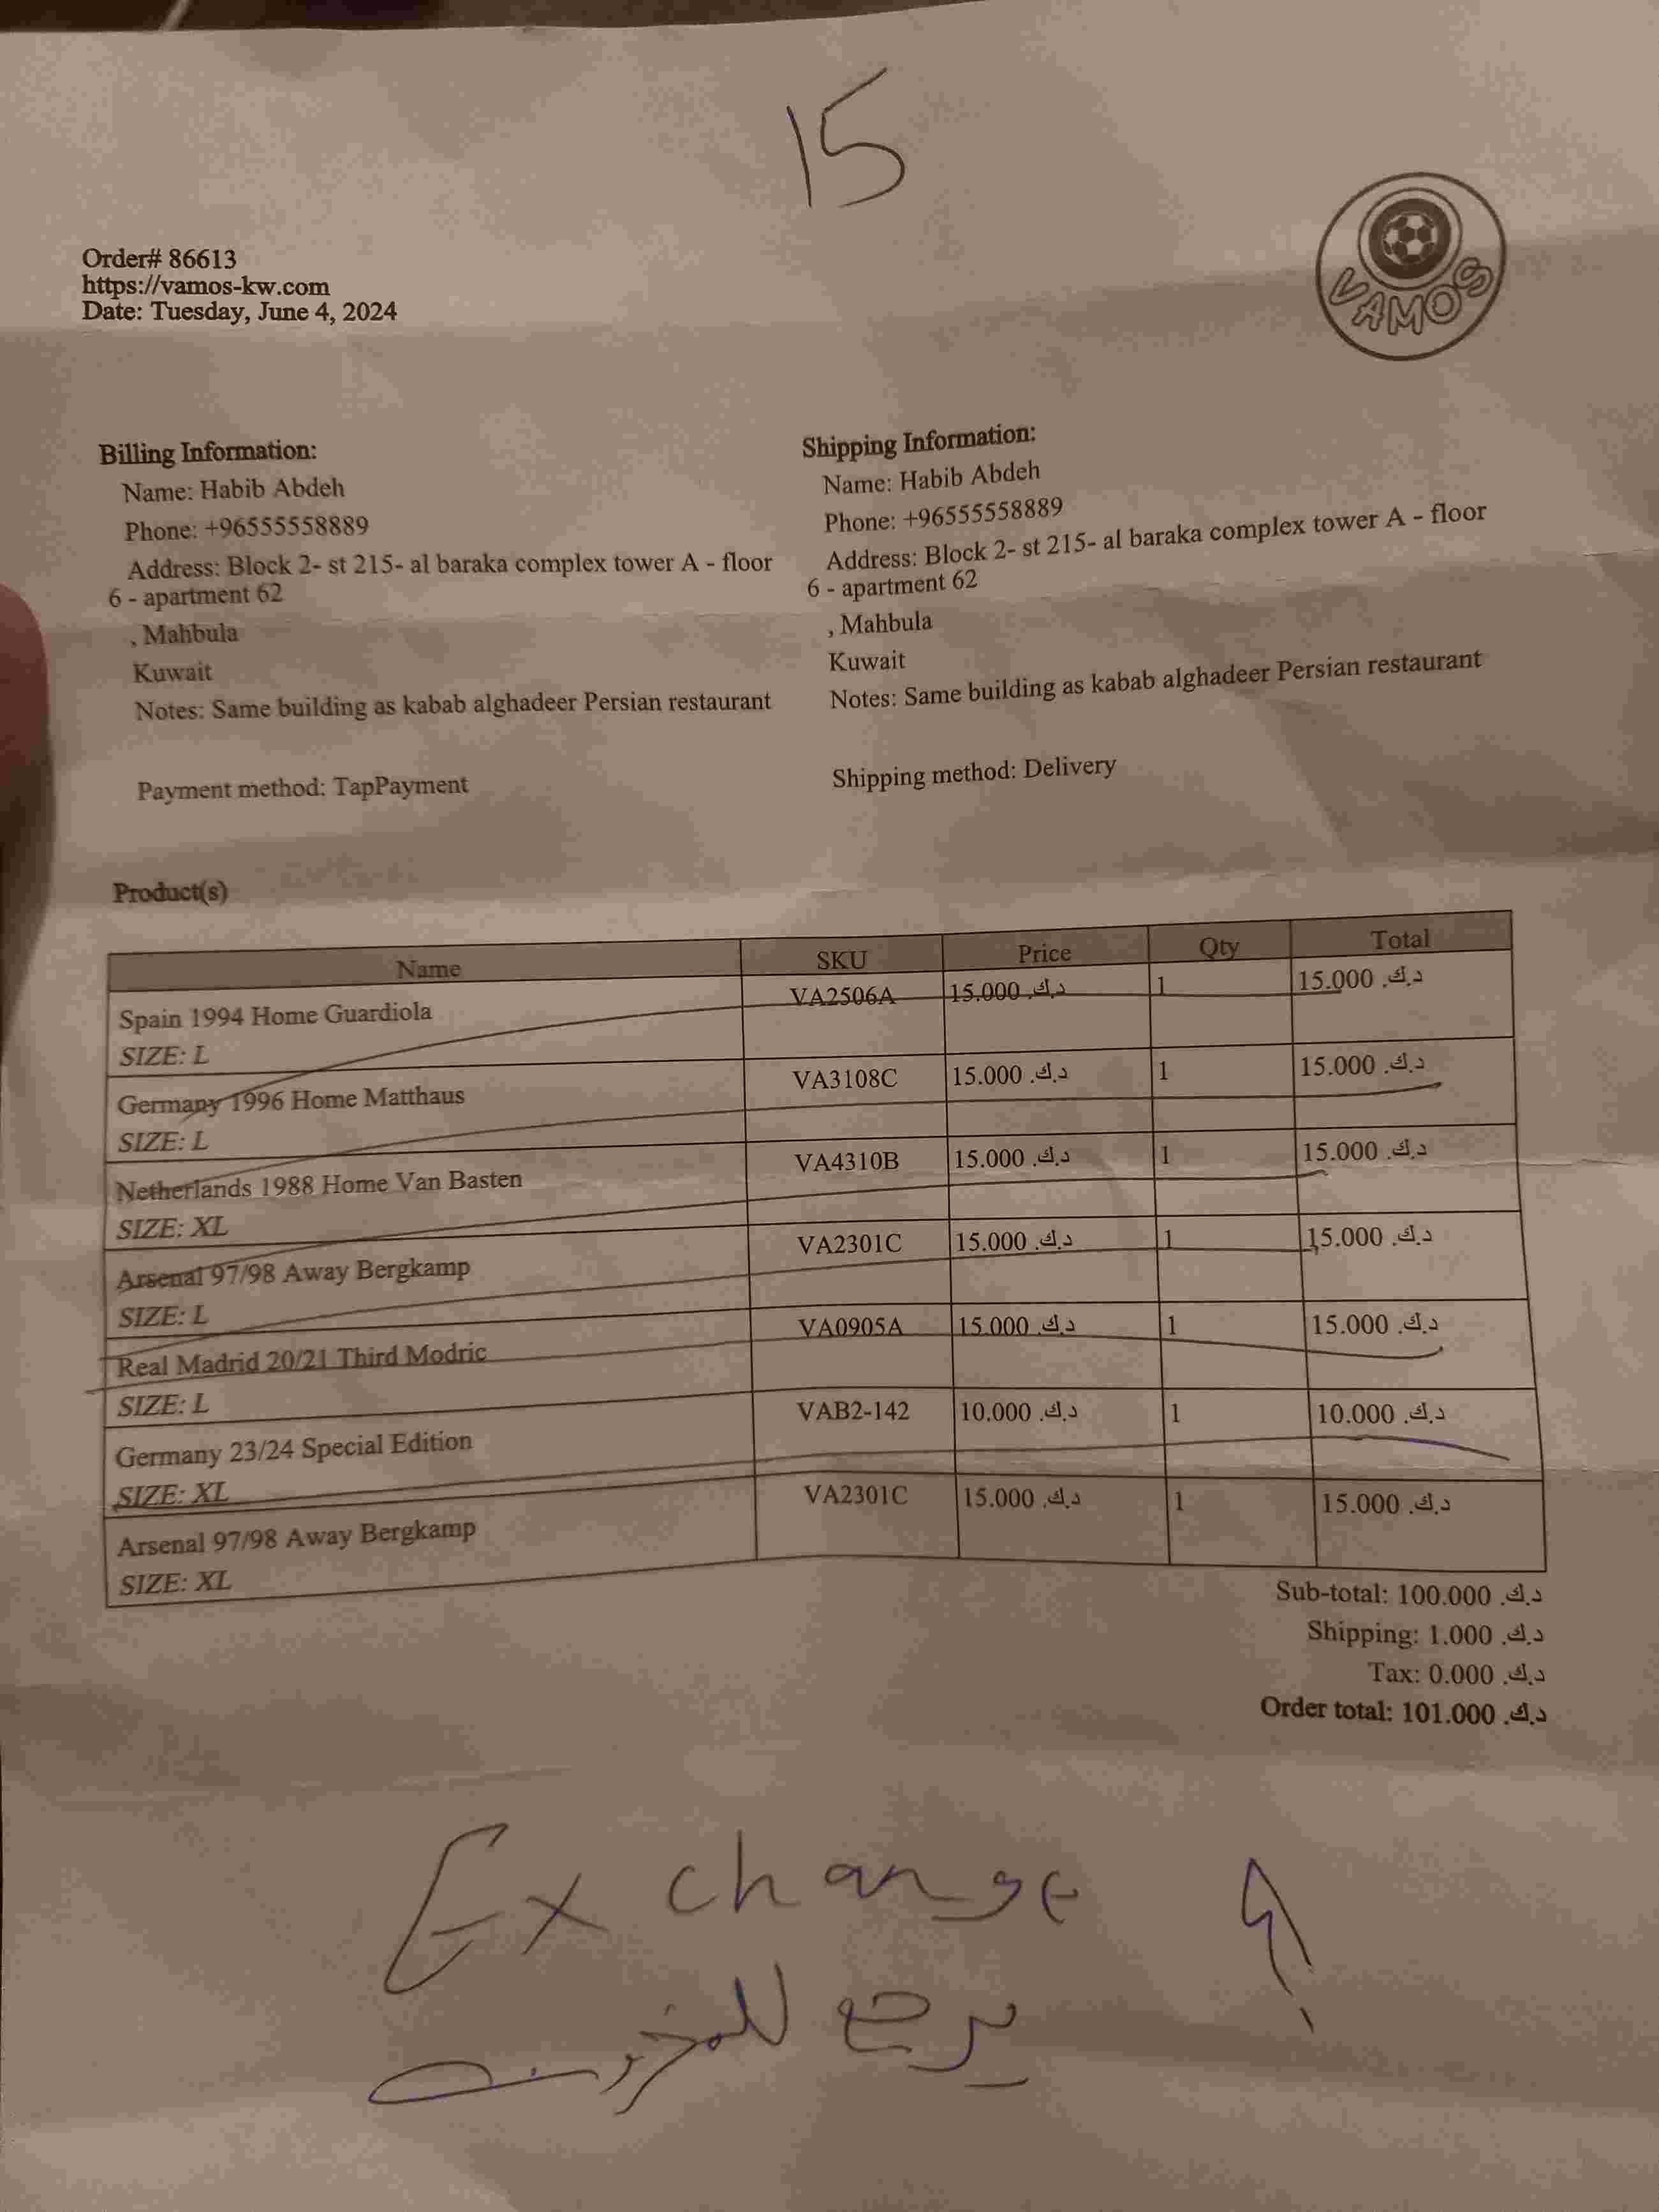 15
VAMOS
Order# 86613
https://vamos-kw.com
Date: Tuesday, June 4, 2024
Billing Information:
Name: Habib Abdeh
Phone: +96555558889
Address: Block 2- st 215- al baraka complex tower A - floor
6 - apartment 62
, Mahbula
Kuwait
Notes: Same building as kabab alghadeer Persian restaurant
Payment method: TapPayment
Shipping Information:
Name: Habib Abdeh
Phone: +96555558889
Address: Block 2- st 215- al baraka complex tower A - floor
6 - apartment 62
, Mahbula
Kuwait
Notes: Same building as kabab alghadeer Persian restaurant
Shipping method: Delivery
Product(s)
Name SKU Price Qty Total
Spain 1994 Home Guardiola VA2506A 15.000 د.ك. 1 15.000 د.ك.
SIZE: L
Germany 1996 Home Matthaus VA3108C 15.000 د.ك. 1 15.000 د.ك.
SIZE: L
Netherlands 1988 Home Van Basten VA4310B 15.000 د.ك. 1 15.000 د.ك.
SIZE: XL
Arsenal 97/98 Away Bergkamp VA2301C 15.000 د.ك. 1 15.000 د.ك.
SIZE: L
Real Madrid 20/21 Third Modric VA0905A 15.000 د.ك. 1 15.000 د.ك.
SIZE: L
Germany 23/24 Special Edition VAB2-142 10.000 د.ك. 1 10.000 د.ك.
SIZE: XL
Arsenal 97/98 Away Bergkamp VA2301C 15.000 د.ك. 1 15.000 د.ك.
SIZE: XL
Sub-total: 100.000 د.ك.
Shipping: 1.000 د.ك.
Tax: 0.000 د.ك.
Order total: 101.000 د.ك.
Exchange
يرجع للمخزن